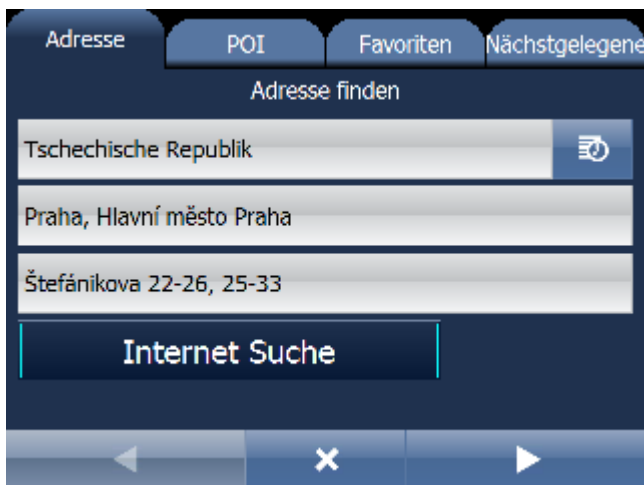 Adresse POI Favoriten Nächstgelegene
Adresse finden
Tschechische Republik
Praha, Hlavní město Praha
Štefánikova 22-26, 25-33
Internet Suche